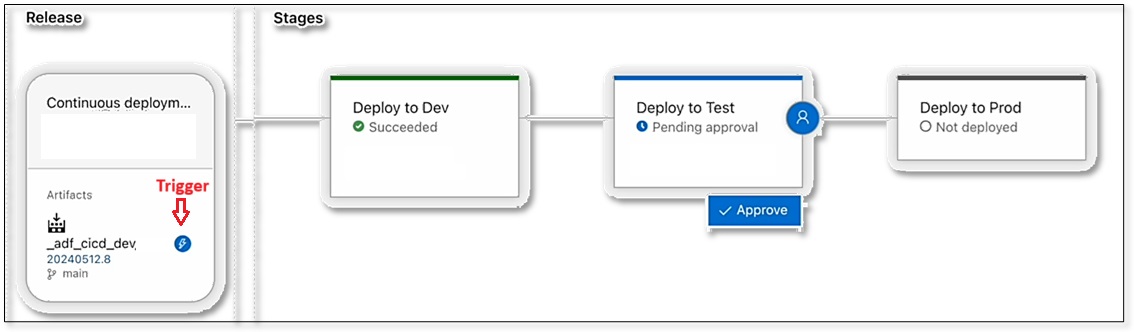 Release
Stages
Continuous deploym...
Artifacts
Trigger
_adf_cicd_dev
20240512.8
main
Deploy to Dev
Succeeded
Deploy to Test
Pending approval
Approve
Deploy to Prod
Not deployed